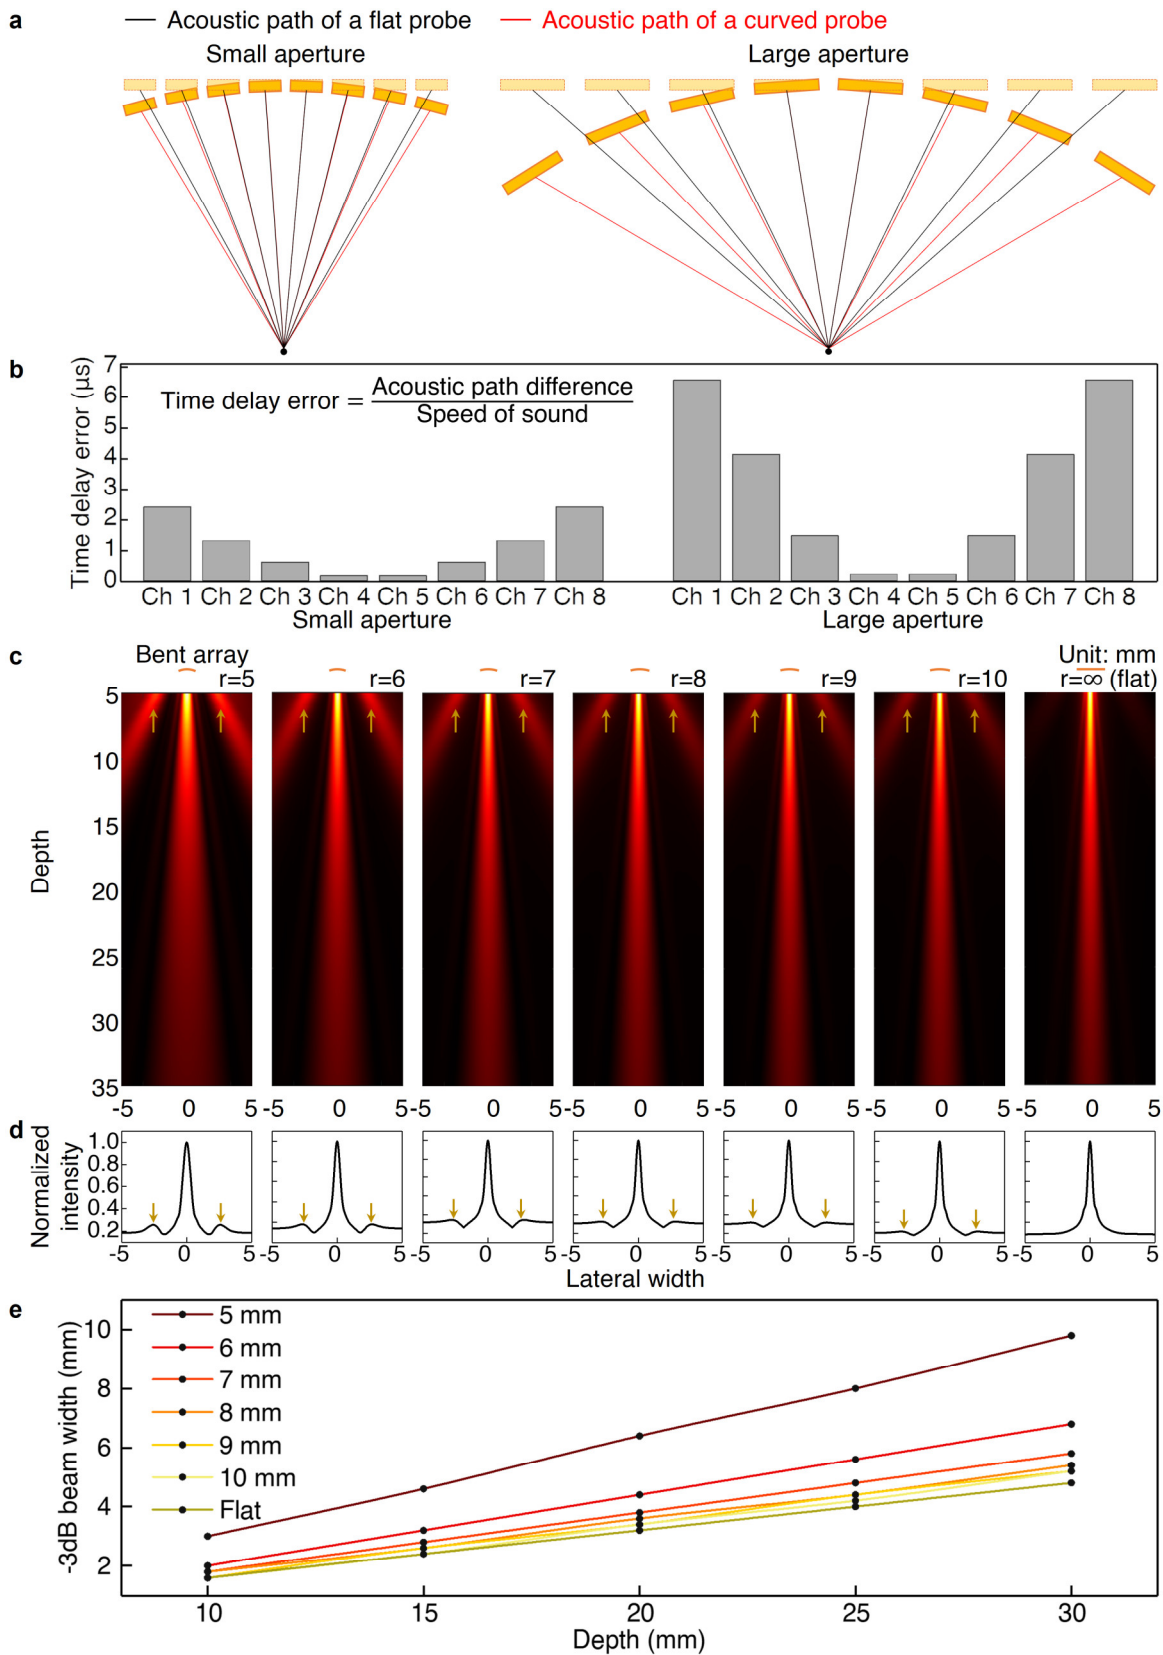 a
Acoustic path of a flat probe
Acoustic path of a curved probe
Small aperture
Large aperture
b
Time delay error (µs)
7
6
5
4
3
2
1
0
Time delay error = Acoustic path difference
Speed of sound
Ch 1 Ch 2 Ch 3 Ch 4 Ch 5 Ch 6 Ch 7 Ch 8
Small aperture
Ch 1 Ch 2 Ch 3 Ch 4 Ch 5 Ch 6 Ch 7 Ch 8
Large aperture
c
Bent array
Unit: mm
r=5
r=6
r=7
r=8
r=9
r=10
r=∞ (flat)
Depth
5
10
15
20
25
30
35
-5 0 5
-5 0 5
-5 0 5
-5 0 5
-5 0 5
-5 0 5
-5 0 5
d
Normalized
intensity
1.0
0.8
0.6
0.4
0.2
-5 0 5
-5 0 5
-5 0 5
-5 0 5
-5 0 5
-5 0 5
-5 0 5
Lateral width
e
-3dB beam width (mm)
10
8
6
4
2
5 mm
6 mm
7 mm
8 mm
9 mm
10 mm
Flat
10 15 20 25 30
Depth (mm)